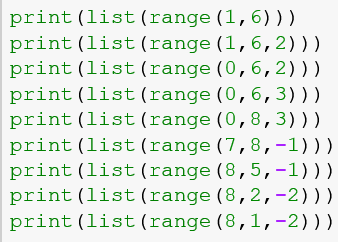 print(list(range(1,6)))
print(list(range(1,6,2)))
print(list(range(0,6,2)))
print(list(range(0,6,3)))
print(list(range(0,8,3)))
print(list(range(7,8,-1)))
print(list(range(8,5,-1)))
print(list(range(8,2,-2)))
print(list(range(8,1,-2)))